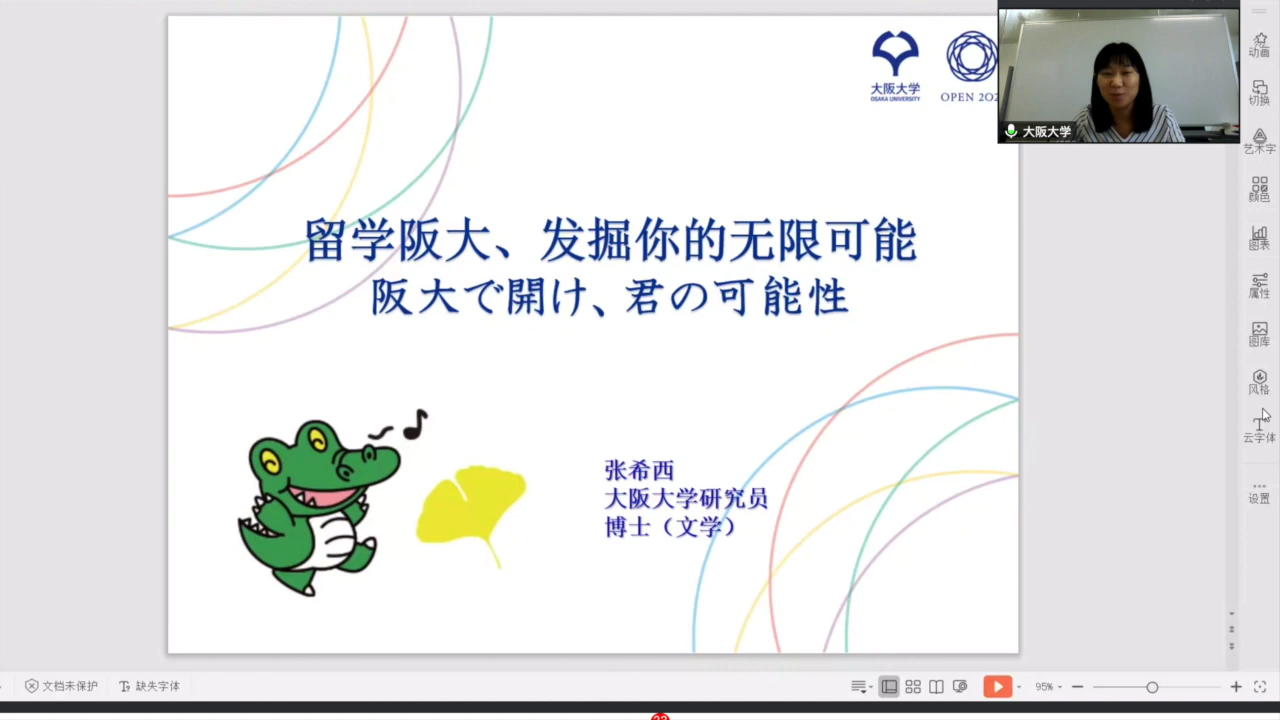 大阪大学
OSAKA UNIVERSITY
OPEN 202
大阪大学
留学阪大、发掘你的无限可能
阪大で開け、君の可能性
张希西
大阪大学研究员
博士（文学）
动画
切换
艺术字
颜色
图表
属性
图库
风格
云字体
设置
文档未保护
缺失字体
95%